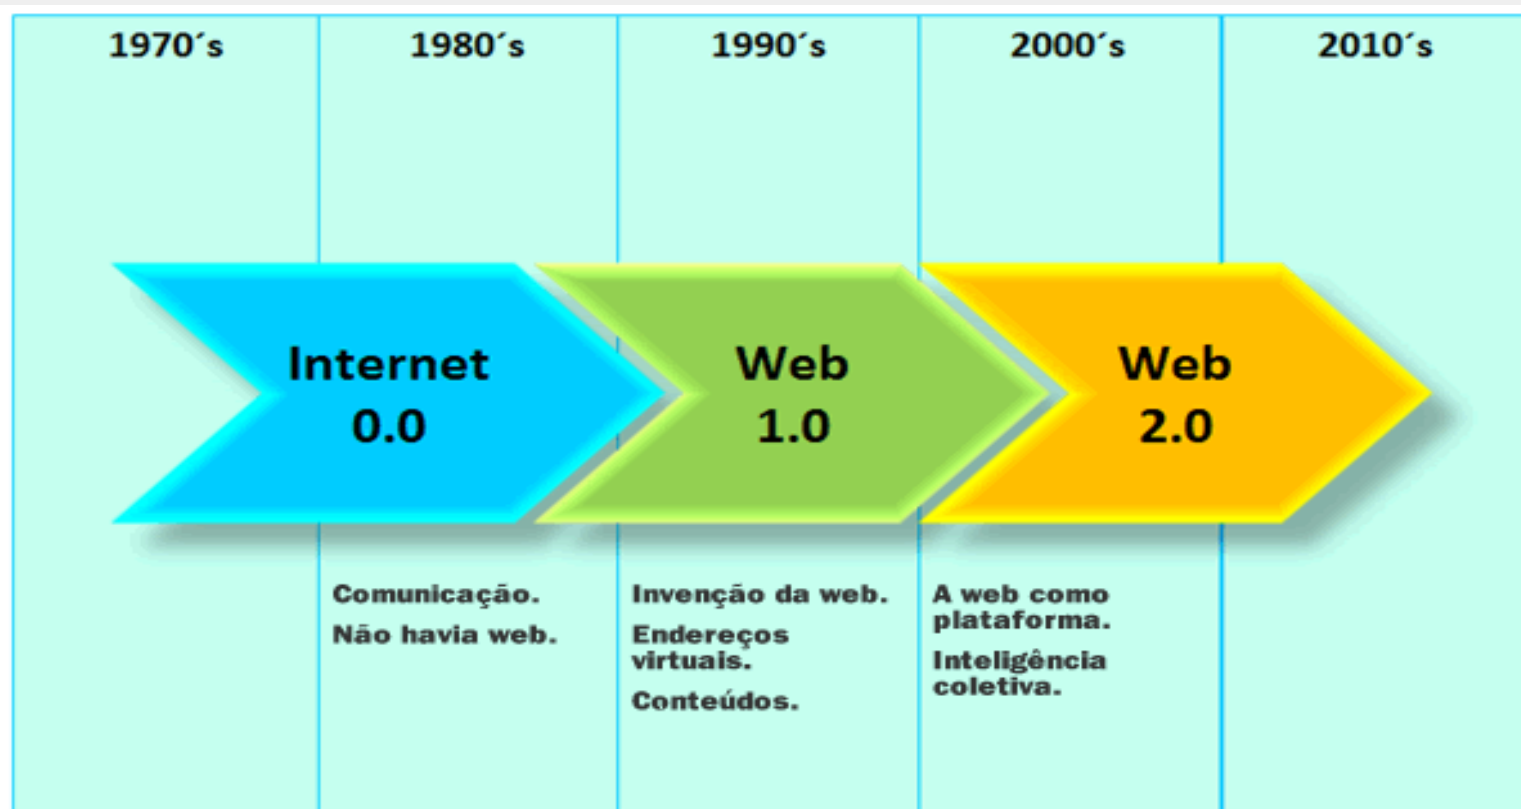 1970´s
1980´s
1990´s
2000´s
2010´s
Internet
0.0
Web
1.0
Web
2.0
Comunicação.
Não havia web.
Invenção da web.
Endereços
virtuais.
Conteúdos.
A web como
plataforma.
Inteligência
coletiva.